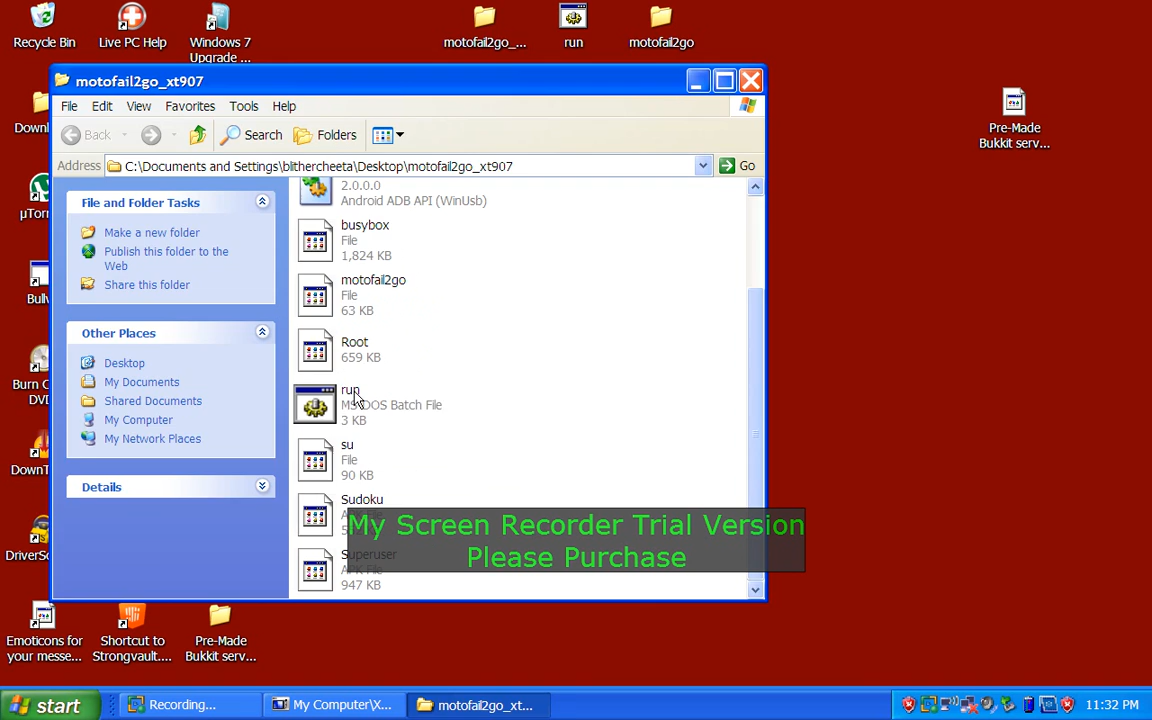 Recycle Bin
Live PC Help
Windows 7
Upgrade ...
motofail2go_...
run
motofail2go
motofail2go_xt907
File Edit View Favorites Tools Help
Back Search Folders
Address C:\Documents and Settings\blithercheeta\Desktop\motofail2go_xt907 Go
Pre-Made
Bukkit serv...
File and Folder Tasks
Make a new folder
Publish this folder to the
Web
Share this folder
Other Places
Desktop
My Documents
Shared Documents
My Computer
My Network Places
Details
2.0.0.0
Android ADB API (WinUsb)
busybox
File
1,824 KB
motofail2go
File
63 KB
Root
659 KB
run
MS-DOS Batch File
3 KB
su
File
90 KB
Sudoku
Superuser
APK File
947 KB
My Screen Recorder Trial Version
Please Purchase
Emoticons for
your messe...
Shortcut to
Strongvault....
Pre-Made
Bukkit serv...
start
Recording...
My Computer\X...
motofail2go_xt...
11:32 PM